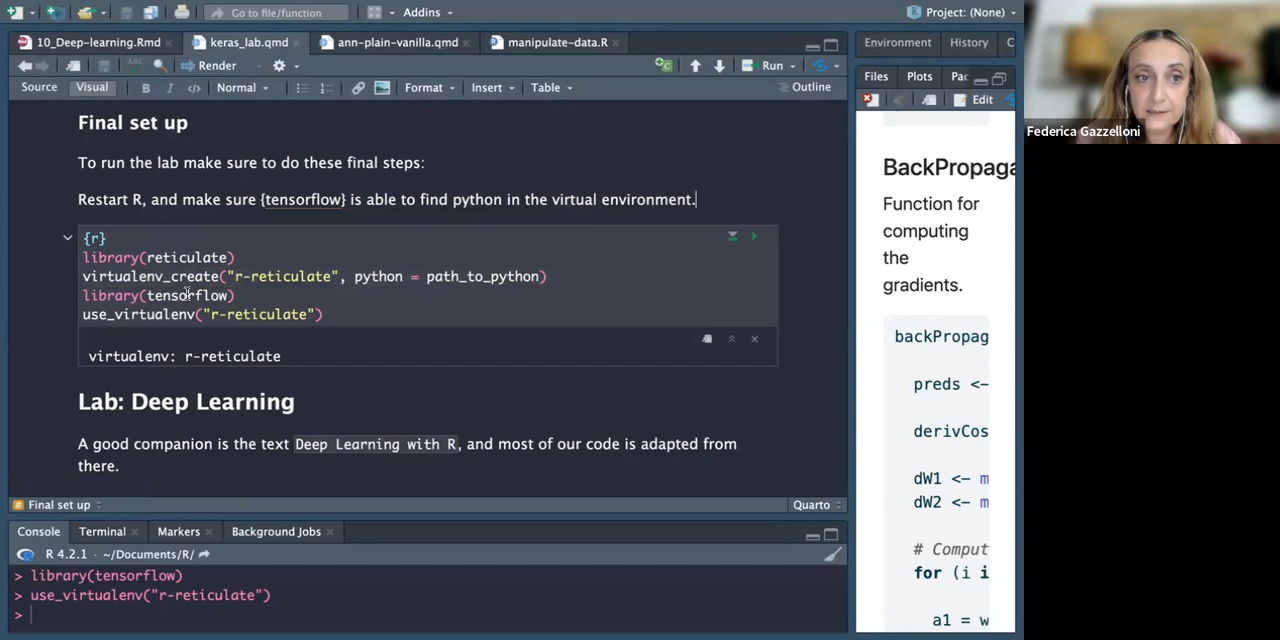 Go to file/function
Addins
Project: (None)
10_Deep-learning.Rmd
keras_lab.qmd
ann-plain-vanilla.qmd
manipulate-data.R
Render
Run
Source
Visual
B
I
Normal
Format
Insert
Table
Outline
Final set up
To run the lab make sure to do these final steps:
Restart R, and make sure {tensorflow} is able to find python in the virtual environment.
{r}
library(reticulate)
virtualenv_create("r-reticulate", python = path_to_python)
library(tensorflow)
use_virtualenv("r-reticulate")
virtualenv: r-reticulate
Lab: Deep Learning
A good companion is the text Deep Learning with R, and most of our code is adapted from
there.
Final set up
Quarto
Console
Terminal
Markers
Background Jobs
R 4.2.1 · ~/Documents/R/
> library(tensorflow)
> use_virtualenv("r-reticulate")
>
Environment
History
C
Files
Plots
Pac
Edit
BackPropaga
Function for
computing
the
gradients.
backPropag
preds <-
derivCos
dW1 <- m
dW2 <- m
# Comput
for (i i
a1 = w
Federica Gazzelloni